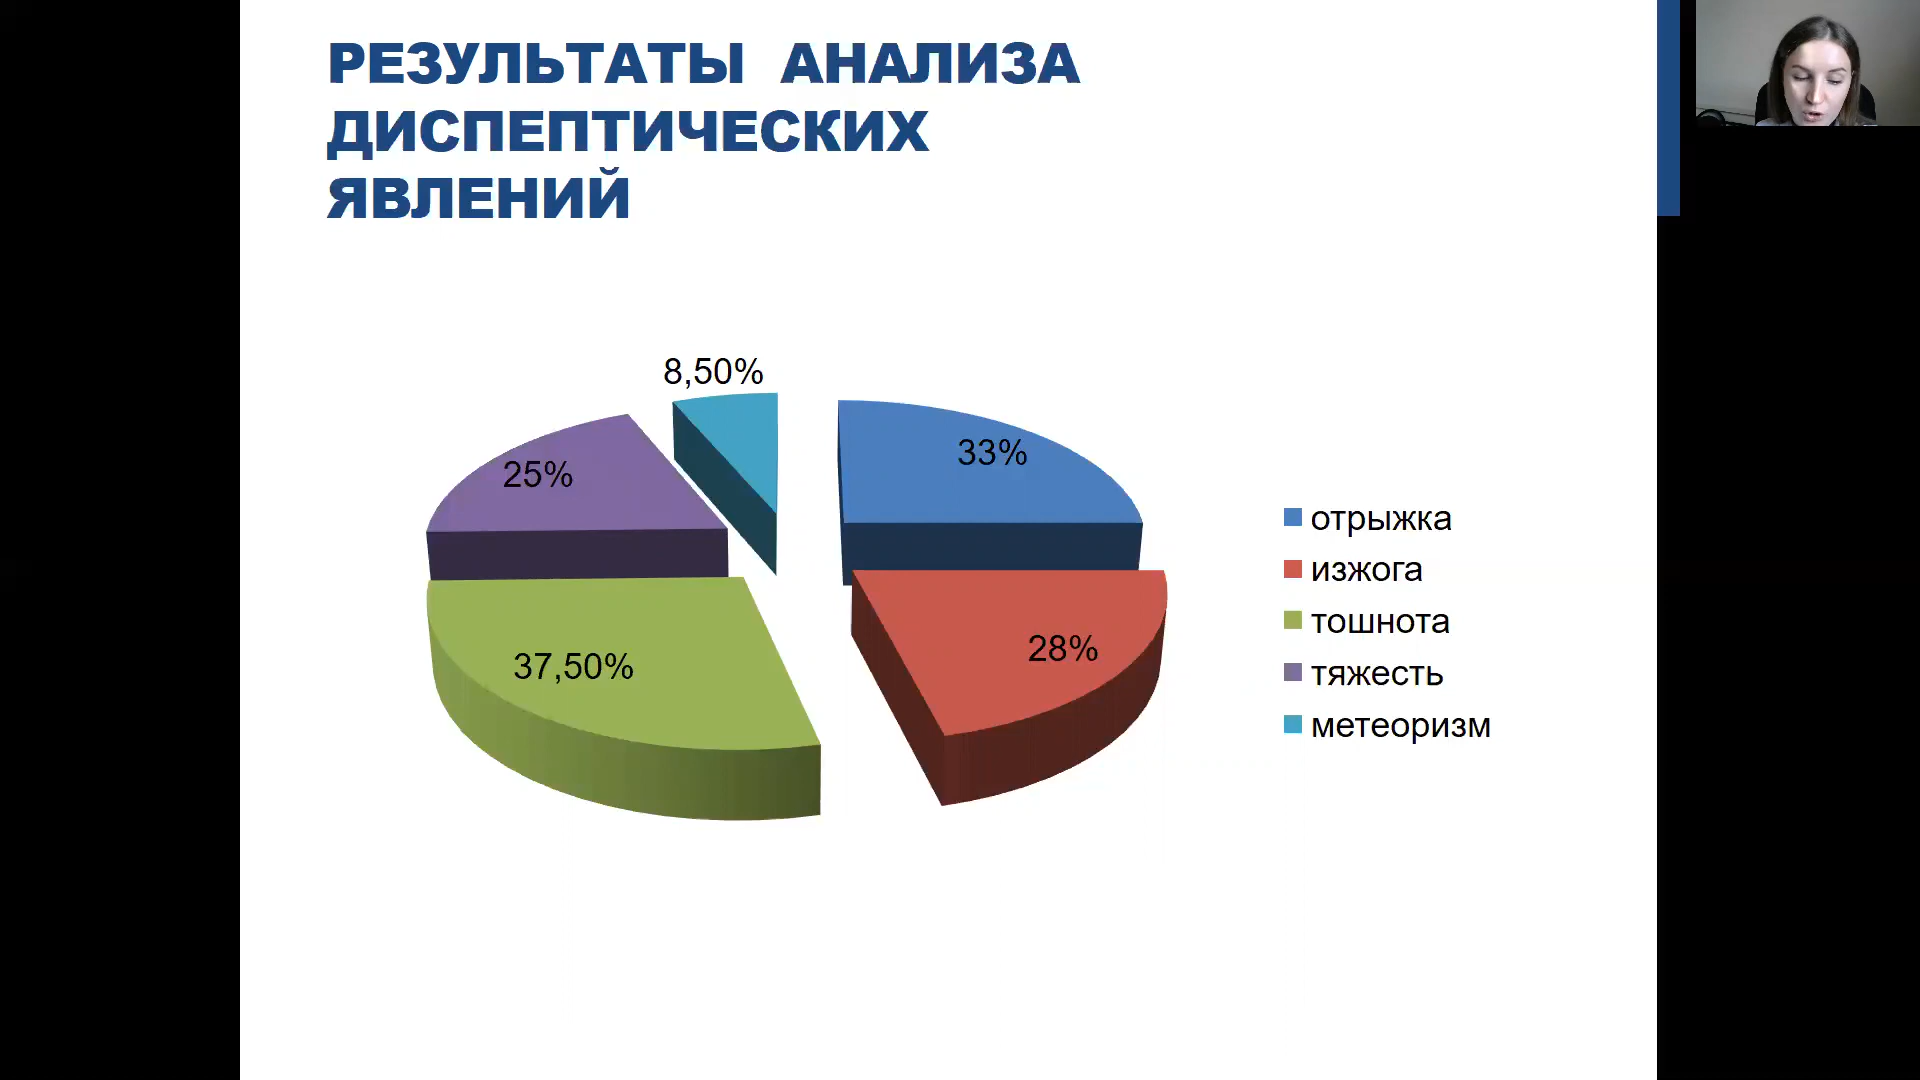 РЕЗУЛЬТАТЫ АНАЛИЗА
ДИСПЕПТИЧЕСКИХ
ЯВЛЕНИЙ
8,50%
33%
25%
28%
37,50%
отрыжка
изжога
тошнота
тяжесть
метеоризм